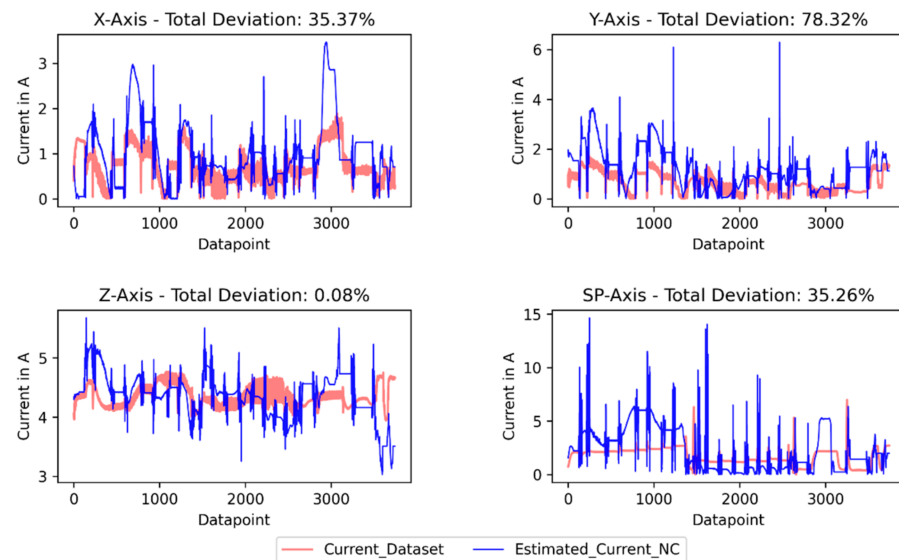 X-Axis - Total Deviation: 35.37%
Current in A
3
2
1
0
0
1000
2000
3000
Datapoint
Y-Axis - Total Deviation: 78.32%
Current in A
6
4
2
0
0
1000
2000
3000
Datapoint
Z-Axis - Total Deviation: 0.08%
Current in A
5
4
3
0
1000
2000
3000
Datapoint
SP-Axis - Total Deviation: 35.26%
Current in A
15
10
5
0
0
1000
2000
3000
Datapoint
Current_Dataset
Estimated_Current_NC